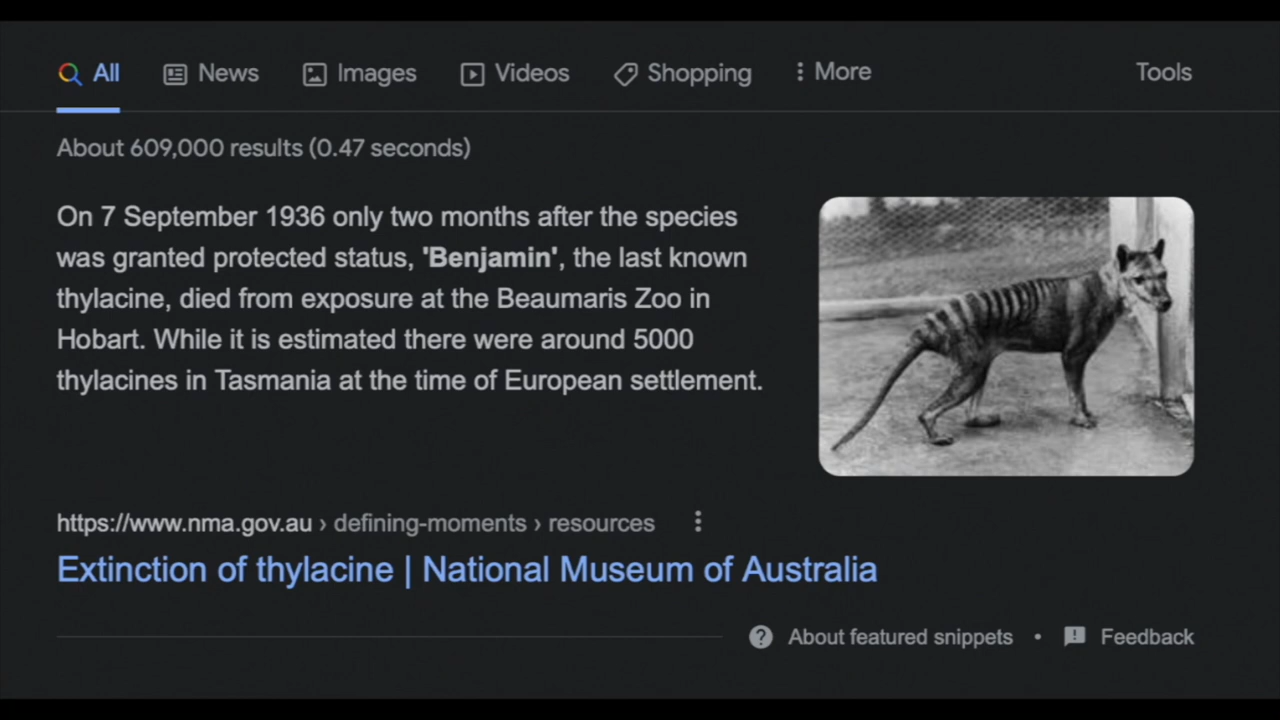 All News Images Videos Shopping More Tools
About 609,000 results (0.47 seconds)
On 7 September 1936 only two months after the species
was granted protected status, 'Benjamin', the last known
thylacine, died from exposure at the Beaumaris Zoo in
Hobart. While it is estimated there were around 5000
thylacines in Tasmania at the time of European settlement.
https://www.nma.gov.au › defining-moments › resources
Extinction of thylacine | National Museum of Australia
About featured snippets • Feedback